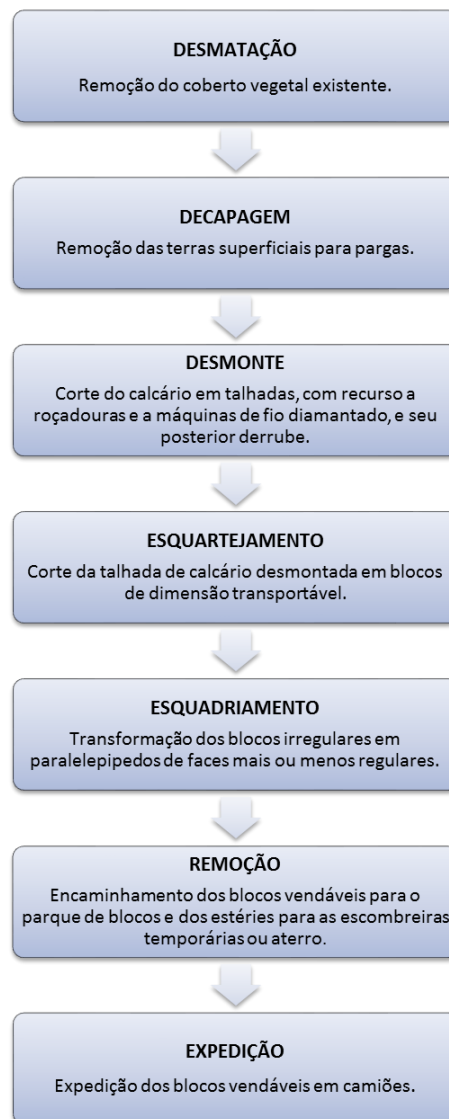 DESMATAÇÃO
Remoção do coberto vegetal existente.
DECAPAGEM
Remoção das terras superficiais para pargas.
DESMONTE
Corte do calcário em talhadas, com recurso a
roçadouras e a máquinas de fio diamantado, e seu
posterior derrube.
ESQUARTEJAMENTO
Corte da talhada de calcário desmontada em blocos
de dimensão transportável.
ESQUADRIAMENTO
Transformação dos blocos irregulares em
paralelepipedos de faces mais ou menos regulares.
REMOÇÃO
Encaminhamento dos blocos vendáveis para o
parque de blocos e dos estéries para as escombreiras
temporárias ou aterro.
EXPEDIÇÃO
Expedição dos blocos vendáveis em camiões.